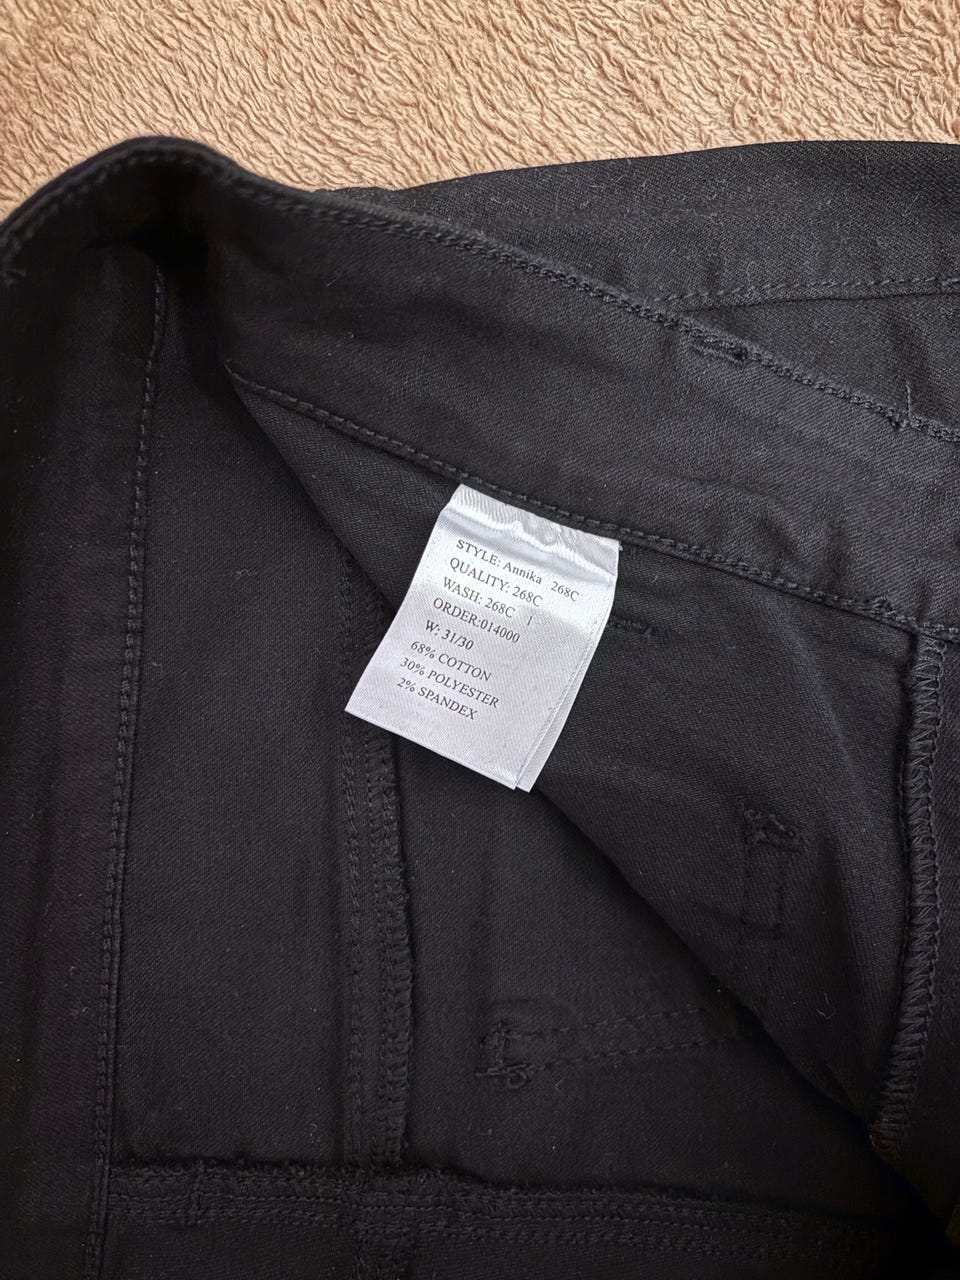 STYLE: Annika 268C
QUALITY: 268C
WASH: 268C
ORDER:014000
W: 31/30
68% COTTON
30% POLYESTER
2% SPANDEX